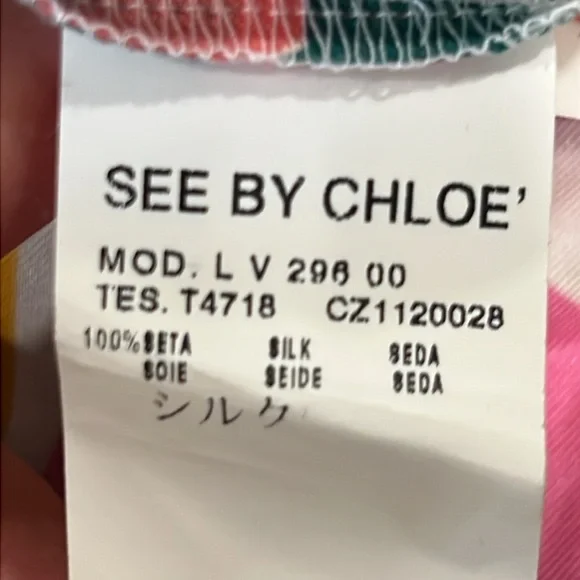 SEE BY CHLOE’
MOD. L V 296 00
TES. T4718 CZ1120028
100% SETA SILK SEDA
SOIE SEIDE SEDA
シルク